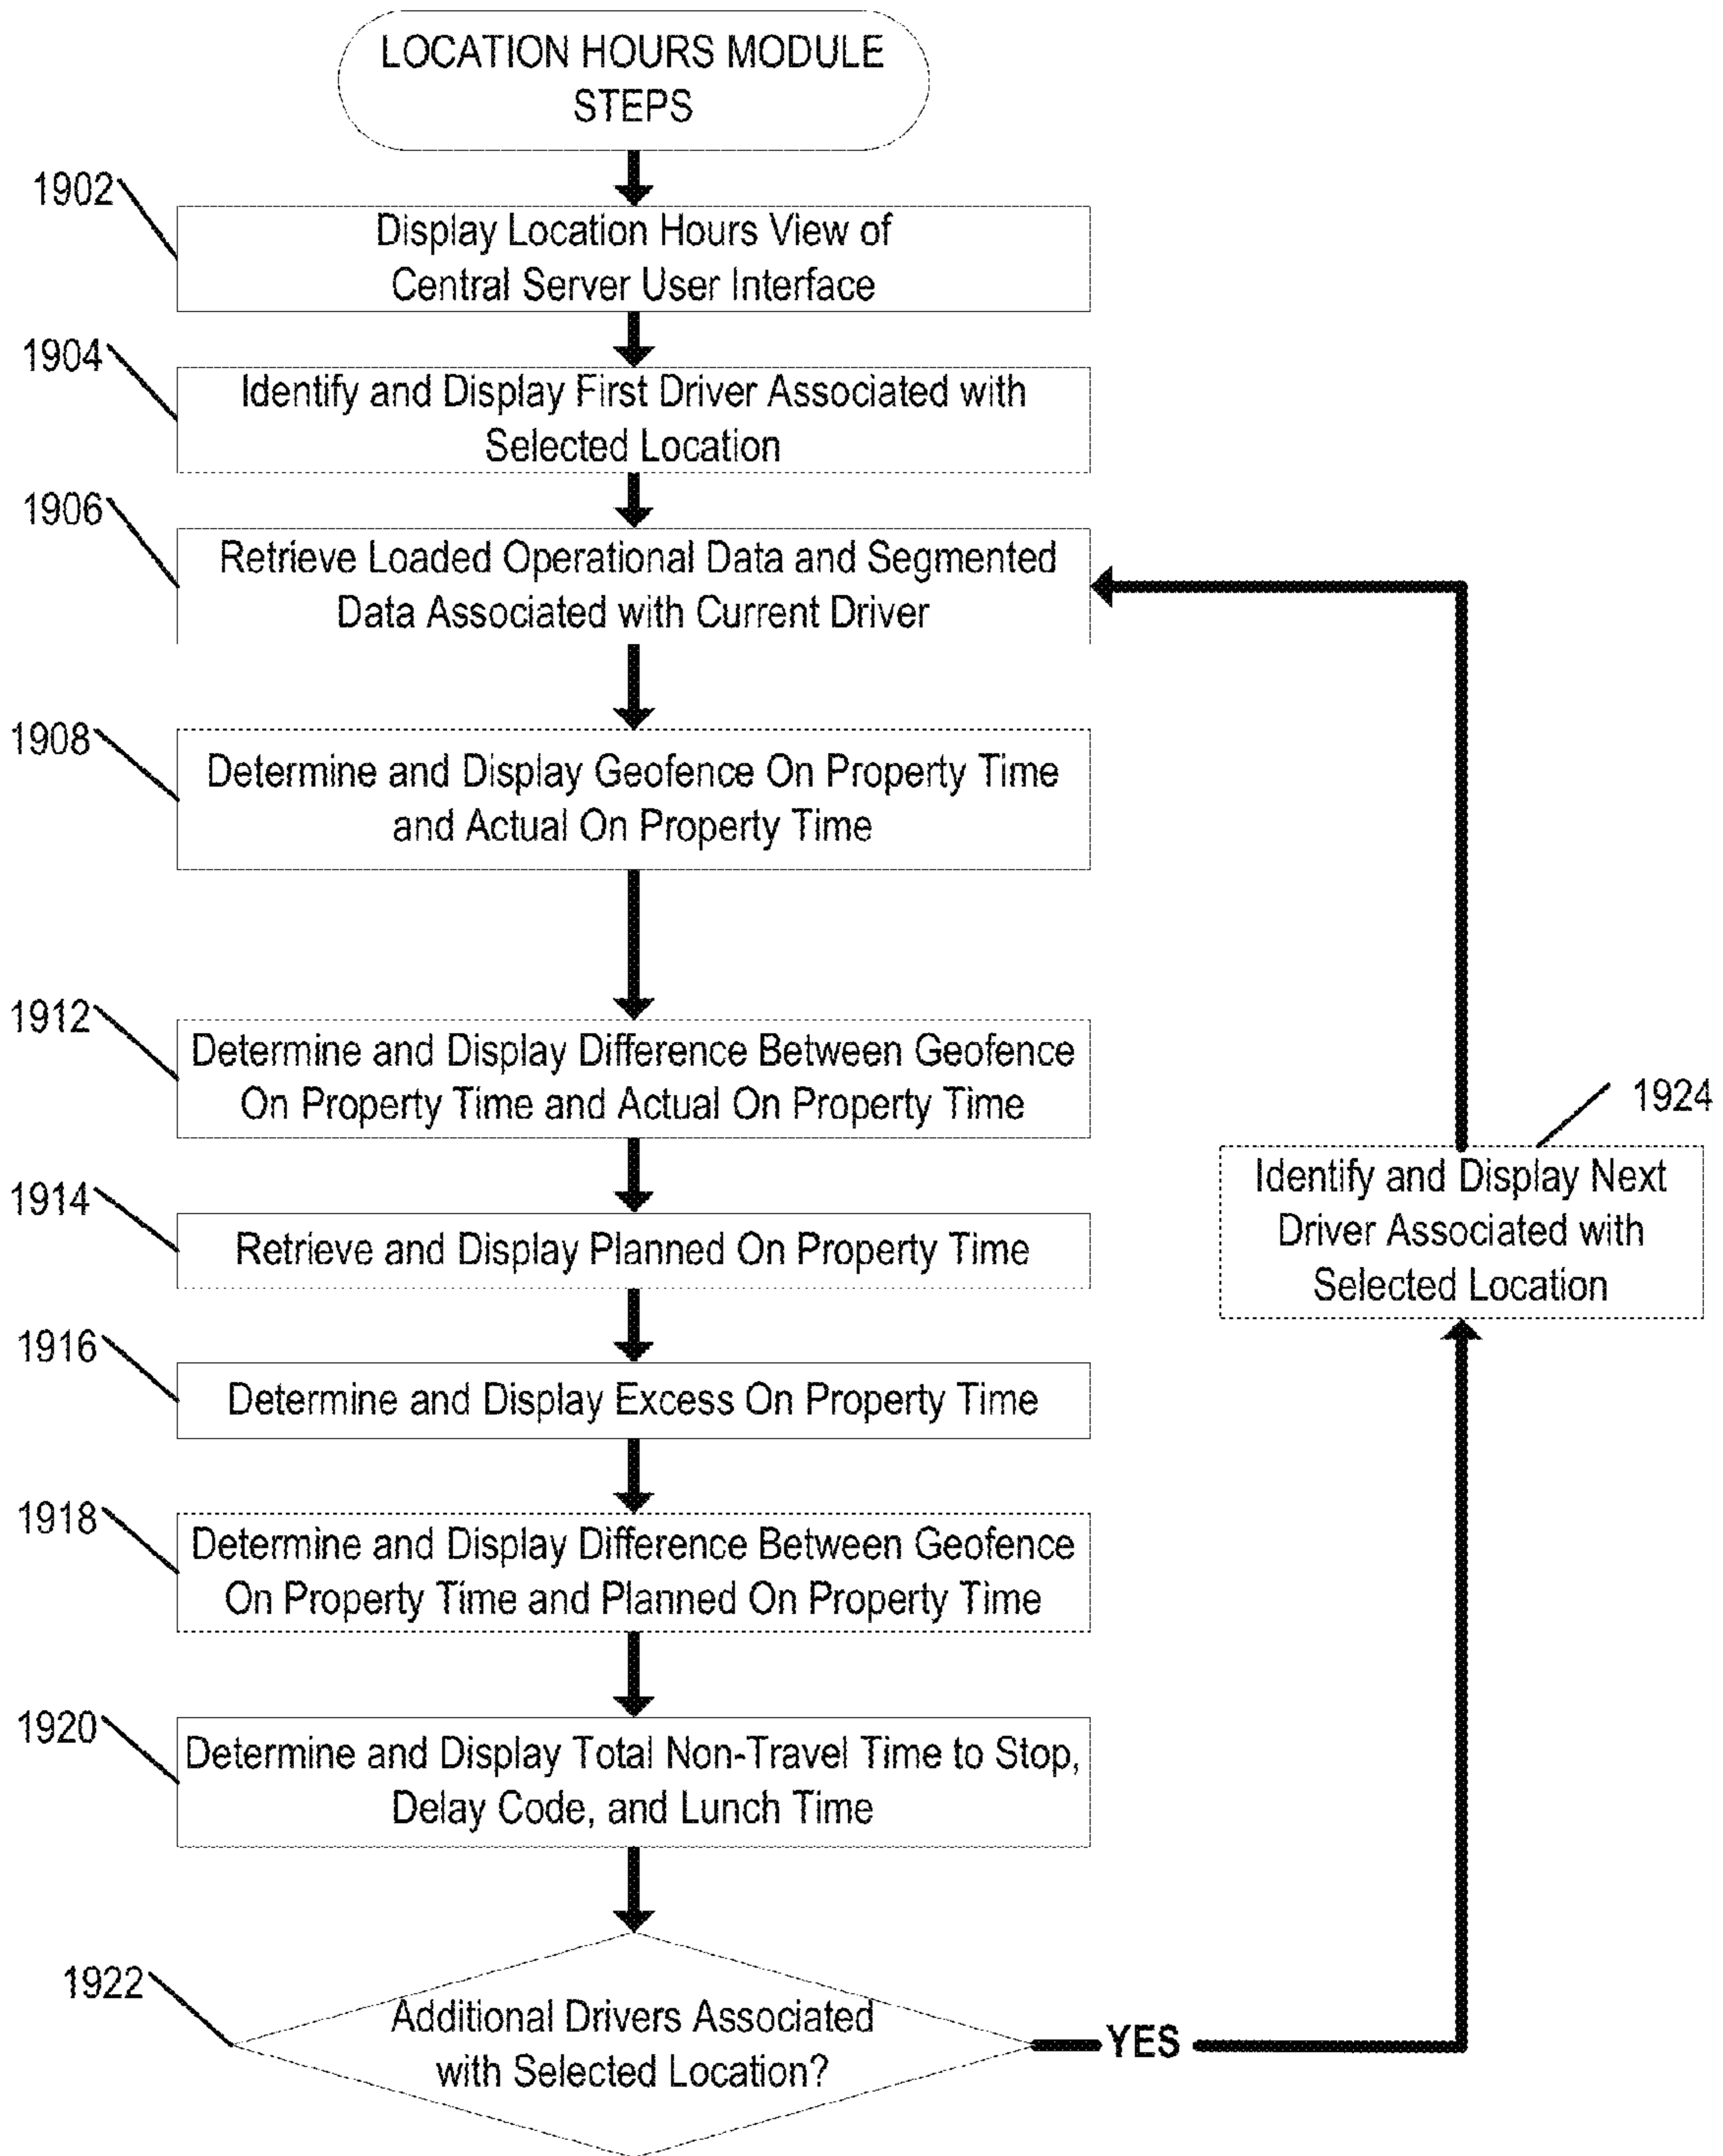 LOCATION HOURS MODULE
STEPS
1902
Display Location Hours View of
Central Server User Interface
1904
Identify and Display First Driver Associated with
Selected Location
1906
Retrieve Loaded Operational Data and Segmented
Data Associated with Current Driver
1908
Determine and Display Geofence On Property Time
and Actual On Property Time
1912
Determine and Display Difference Between Geofence
On Property Time and Actual On Property Time
1914
Retrieve and Display Planned On Property Time
1916
Determine and Display Excess On Property Time
1918
Determine and Display Difference Between Geofence
On Property Time and Planned On Property Time
1920
Determine and Display Total Non-Travel Time to Stop,
Delay Code, and Lunch Time
1922
Additional Drivers Associated
with Selected Location?
YES
1924
Identify and Display Next
Driver Associated with
Selected Location